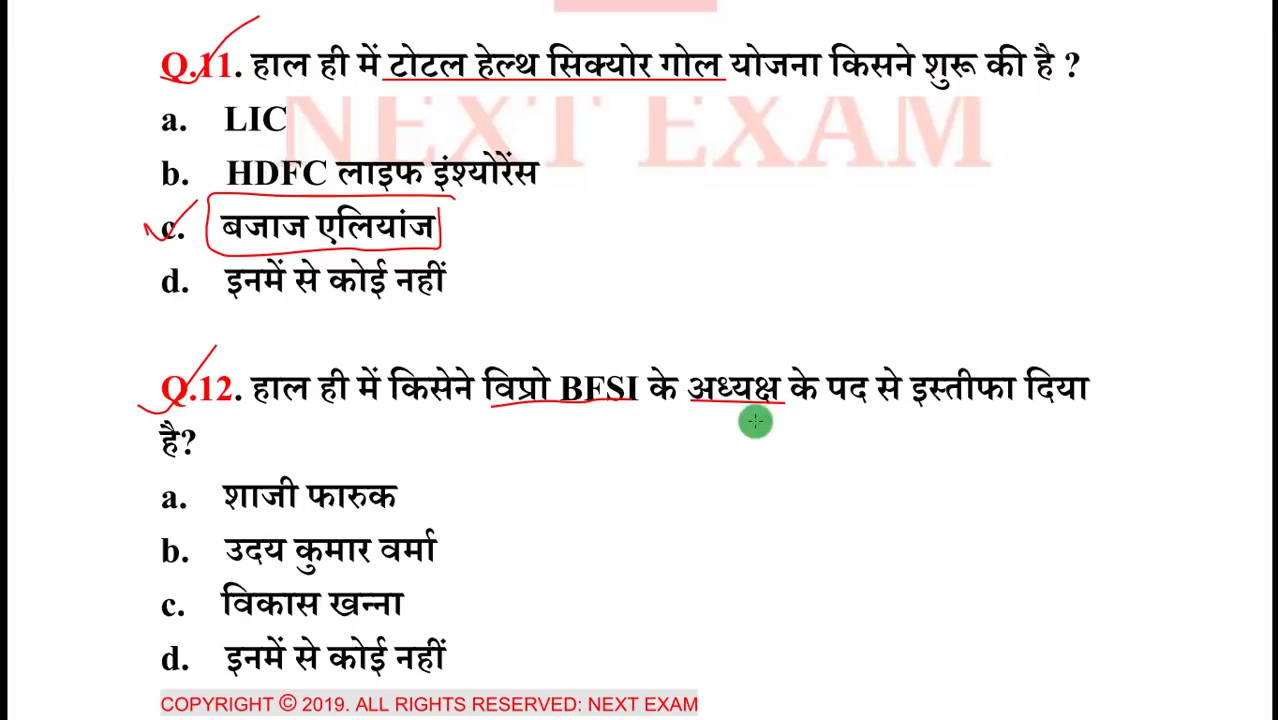 Q.11. हाल ही में टोटल हेल्थ सिक्योर गोल योजना किसने शुरू की है ?
NEXT EXAM
a. LIC
b. HDFC लाइफ इंश्योरेंस
c. बजाज एलियांज
d. इनमें से कोई नहीं
Q.12. हाल ही में किसेने विप्रो BFSI के अध्यक्ष के पद से इस्तीफा दिया
है?
a. शाजी फारुक
b. उदय कुमार वर्मा
c. विकास खन्ना
d. इनमें से कोई नहीं
COPYRIGHT © 2019. ALL RIGHTS RESERVED: NEXT EXAM